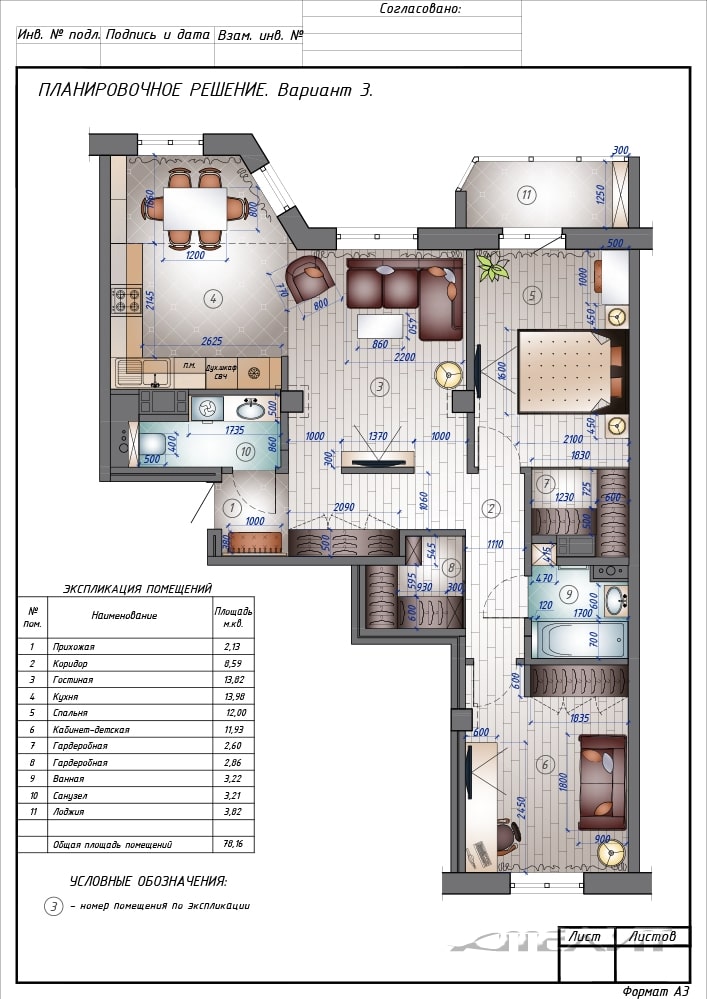 Согласовано:
Инв. № подл. Подпись и дата Взам. инв. №
ПЛАНИРОВОЧНОЕ РЕШЕНИЕ. Вариант 3.
300
11
1250
1660
800
1200
500
1000
5
4
770
800
2145
450
450
860
2200
2625
1600
П.М.
Дух.шкаф
СВЧ
3
500
450
2100
1830
1735
860
400
500
10
1000
1370
1000
300
1
2090
1060
2
7
725
1230
600
500
1000
380
500
1110
545
8
595
930
300
600
415
470
9
120
1700
600
700
600
1835
600
6
1800
2450
900
ЭКСПЛИКАЦИЯ ПОМЕЩЕНИЙ
№ пом. Наименование Площадь м.кв.
1 Прихожая 2,13
2 Коридор 8,59
3 Гостиная 13,82
4 Кухня 13,98
5 Спальня 12,00
6 Кабинет-детская 11,93
7 Гардеробная 2,60
8 Гардеробная 2,86
9 Ванная 3,22
10 Санузел 3,21
11 Лоджия 3,82
Общая площадь помещений 78,16
УСЛОВНЫЕ ОБОЗНАЧЕНИЯ:
3 - номер помещения по экспликации
Лист Листов
Формат А3